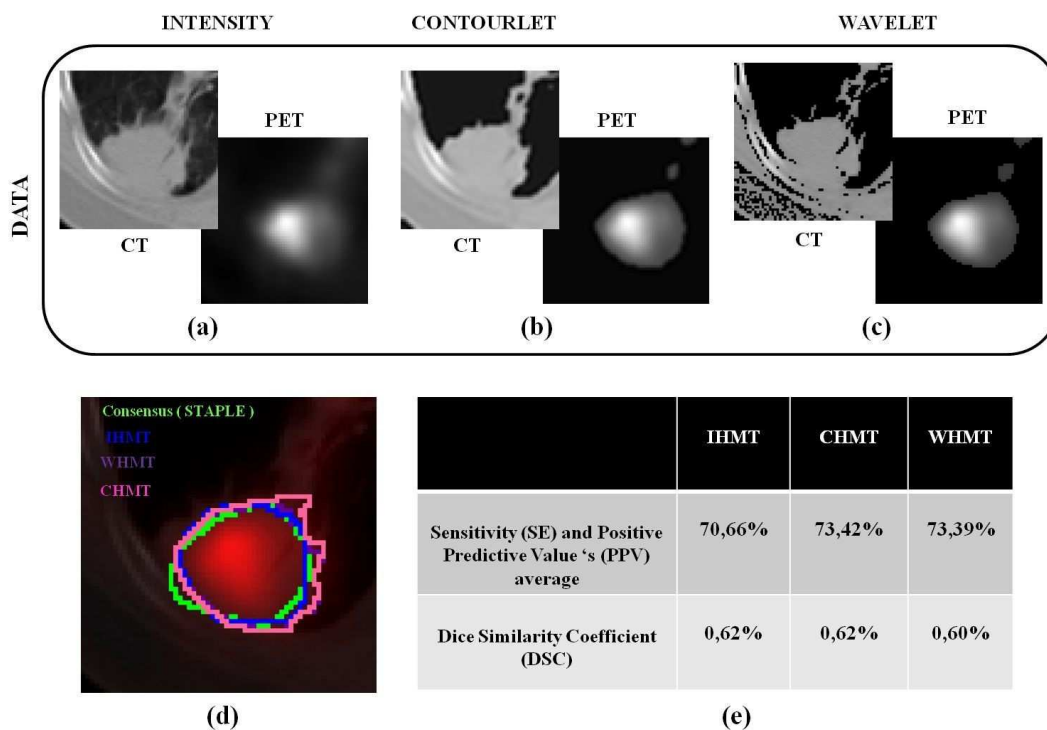 INTENSITY CONTOURLET WAVELET
DATA
PET PET PET
CT CT CT
(a) (b) (c)
Consensus ( STAPLE )
IHMT
WHMT
CHMT
(d)
IHMT CHMT WHMT
Sensitivity (SE) and Positive
Predictive Value ‘s (PPV)
average
70,66% 73,42% 73,39%
Dice Similarity Coefficient
(DSC)
0,62% 0,62% 0,60%
(e)